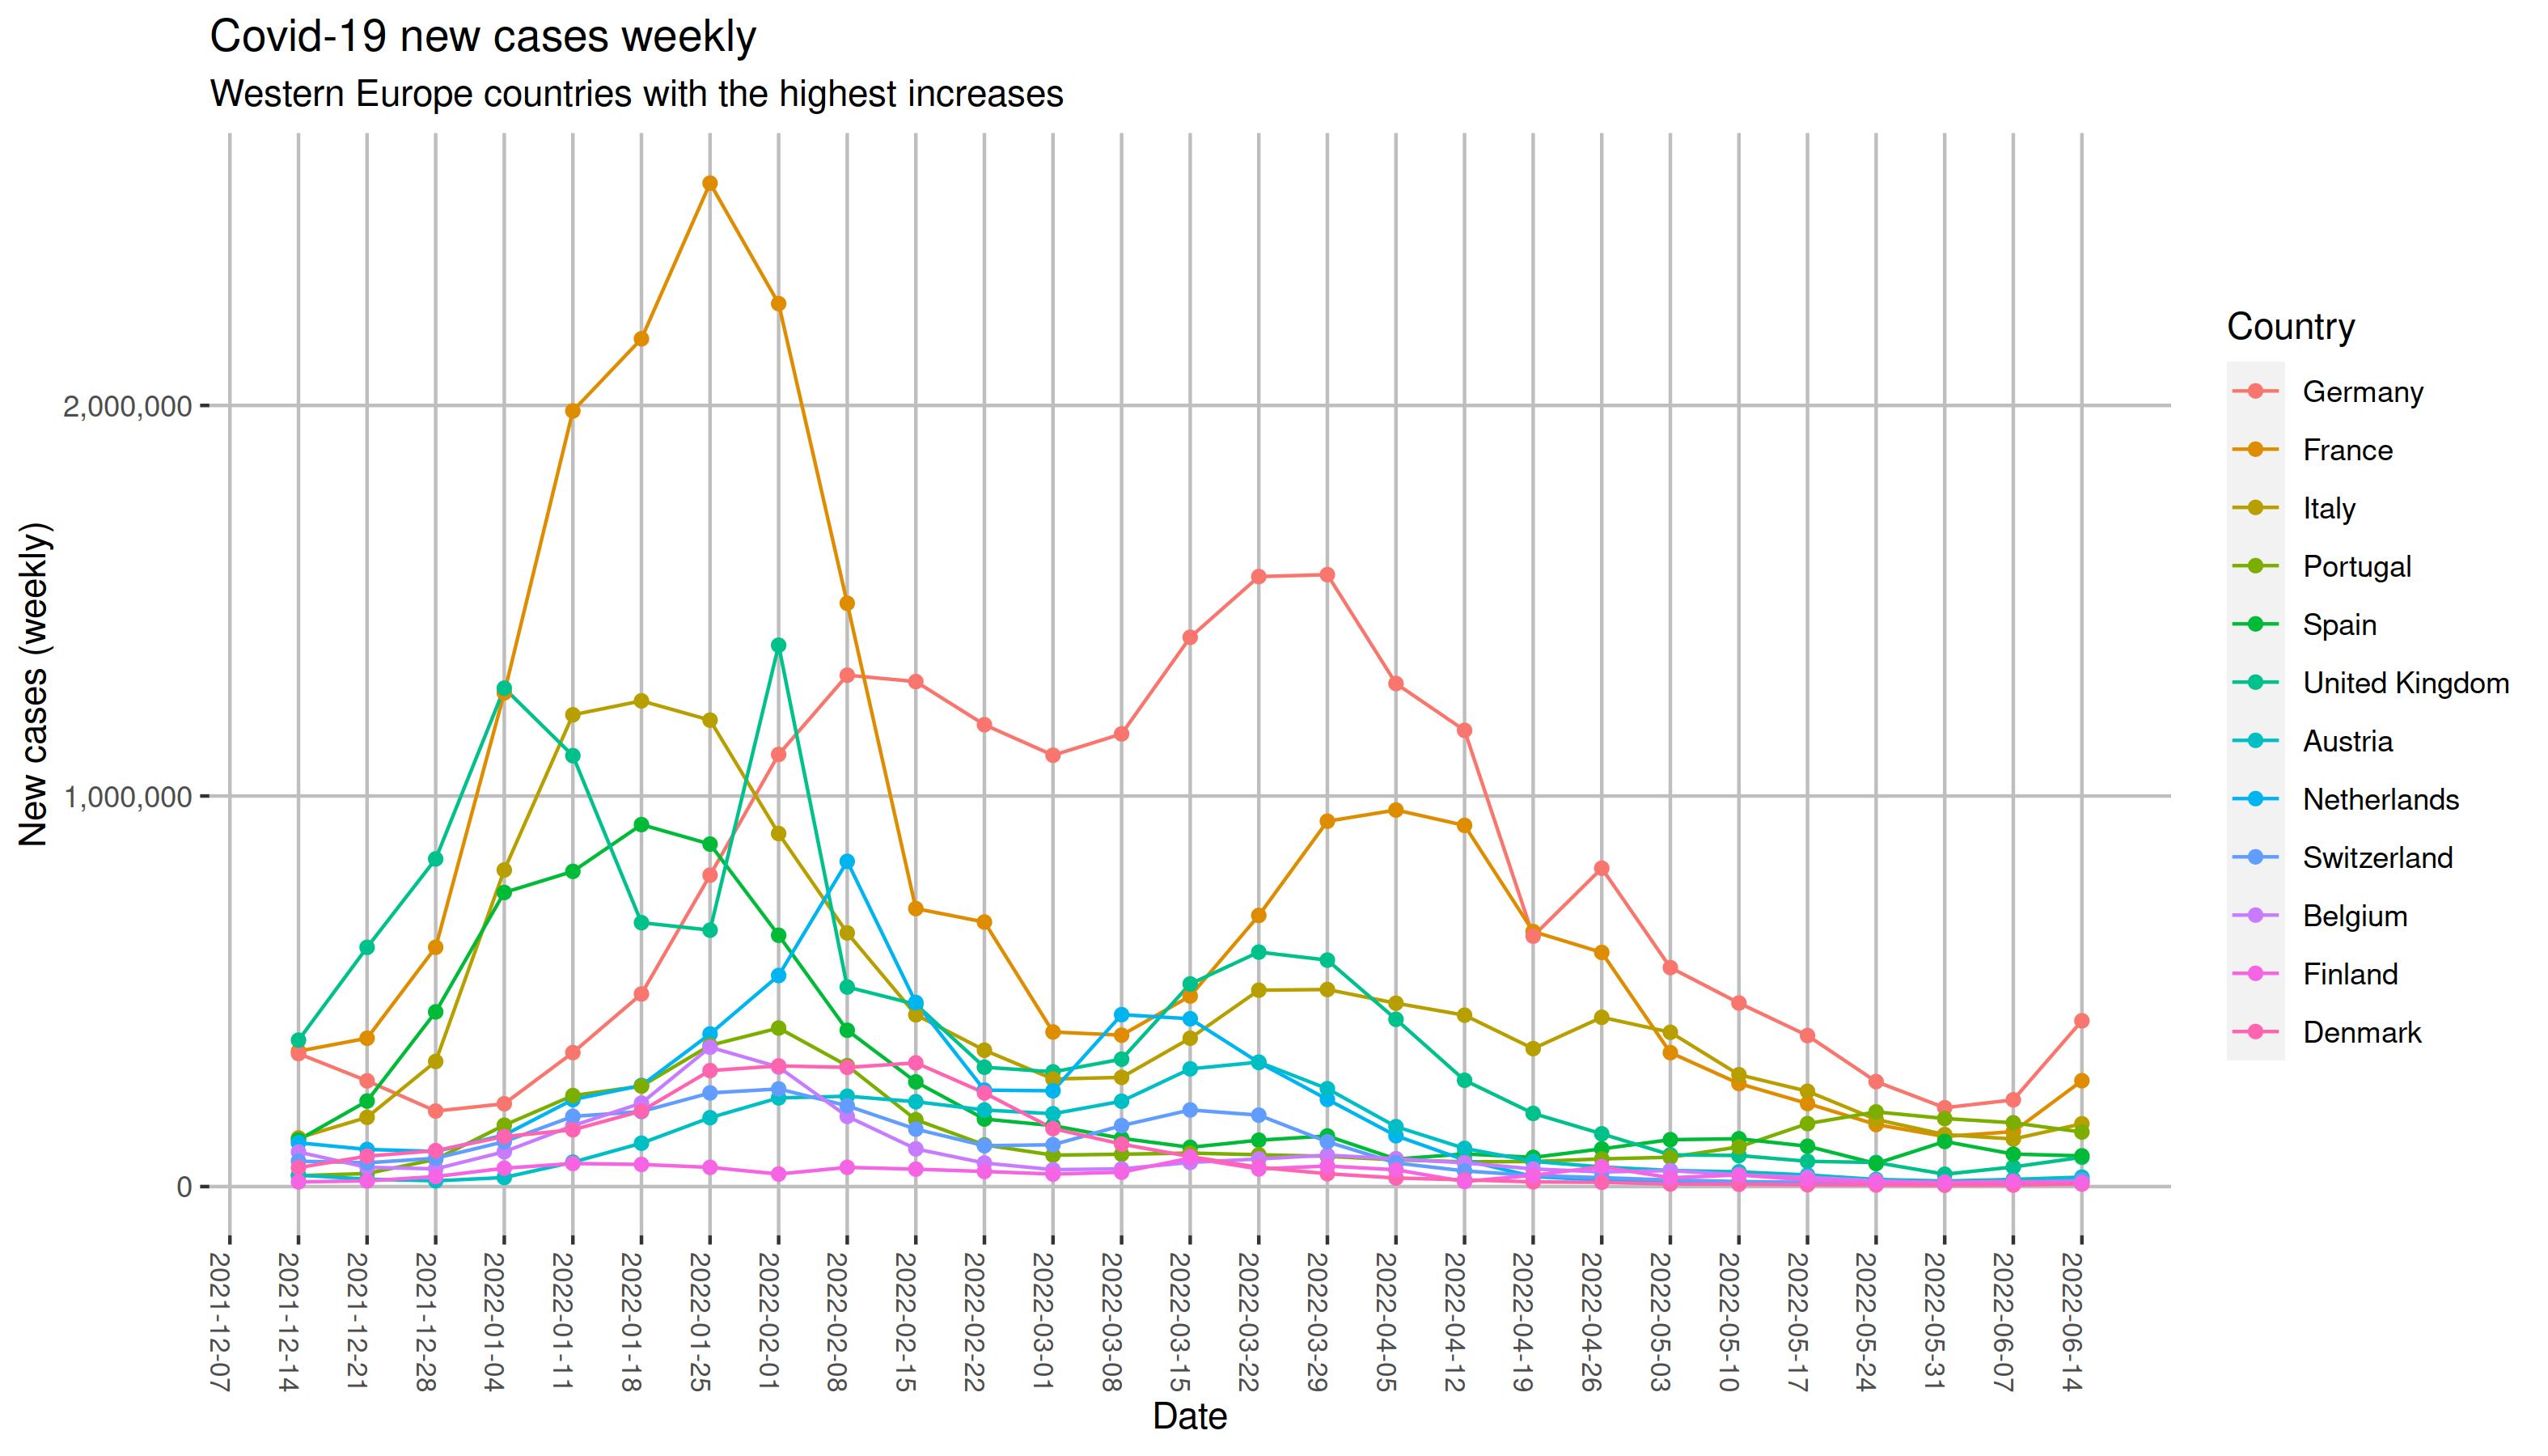 Covid-19 new cases weekly
Western Europe countries with the highest increases
New cases (weekly)
2,000,000
1,000,000
0
2021-12-07
2021-12-14
2021-12-21
2021-12-28
2022-01-04
2022-01-11
2022-01-18
2022-01-25
2022-02-01
2022-02-08
2022-02-15
2022-02-22
2022-03-01
2022-03-08
2022-03-15
2022-03-22
2022-03-29
2022-04-05
2022-04-12
2022-04-19
2022-04-26
2022-05-03
2022-05-10
2022-05-17
2022-05-24
2022-05-31
2022-06-07
2022-06-14
Date
Country
Germany
France
Italy
Portugal
Spain
United Kingdom
Austria
Netherlands
Switzerland
Belgium
Finland
Denmark